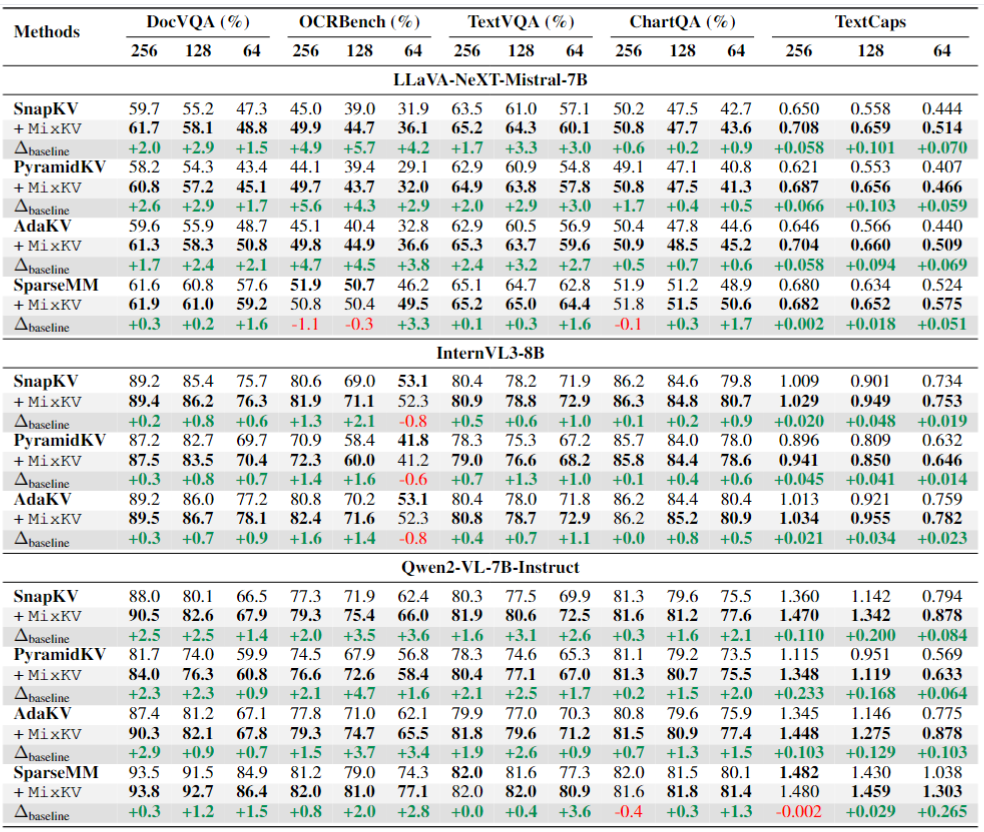 Methods DocVQA (%) OCRBench (%) TextVQA (%) ChartQA (%) TextCaps
256 128 64 256 128 64 256 128 64 256 128 64 256 128 64
LLaVA-NeXT-Mistral-7B
SnapKV 59.7 55.2 47.3 45.0 39.0 31.9 63.5 61.0 57.1 50.2 47.5 42.7 0.650 0.558 0.444
+ MixKV 61.7 58.1 48.8 49.9 44.7 36.1 65.2 64.3 60.1 50.8 47.7 43.6 0.708 0.659 0.514
Δbaseline +2.0 +2.9 +1.5 +4.9 +5.7 +4.2 +1.7 +3.3 +3.0 +0.6 +0.2 +0.9 +0.058 +0.101 +0.070
PyramidKV 58.2 54.3 43.4 44.1 39.4 29.1 62.9 60.9 54.8 49.1 47.1 40.8 0.621 0.553 0.407
+ MixKV 60.8 57.2 45.1 49.7 43.7 32.0 64.9 63.8 57.8 50.8 47.5 41.3 0.687 0.656 0.466
Δbaseline +2.6 +2.9 +1.7 +5.6 +4.3 +2.9 +2.0 +2.9 +3.0 +1.7 +0.4 +0.5 +0.066 +0.103 +0.059
AdaKV 59.6 55.9 48.7 45.1 40.4 32.8 62.9 60.5 56.9 50.4 47.8 44.6 0.646 0.566 0.440
+ MixKV 61.3 58.3 50.8 49.8 44.9 36.6 65.3 63.7 59.6 50.9 48.5 45.2 0.704 0.660 0.509
Δbaseline +1.7 +2.4 +2.1 +4.7 +4.5 +3.8 +2.4 +3.2 +2.7 +0.5 +0.7 +0.6 +0.058 +0.094 +0.069
SparseMM 61.6 60.8 57.6 51.9 50.7 46.2 65.1 64.7 62.8 51.9 51.2 48.9 0.680 0.634 0.524
+ MixKV 61.9 61.0 59.2 50.8 50.4 49.5 65.2 65.0 64.4 51.8 51.5 50.6 0.682 0.652 0.575
Δbaseline +0.3 +0.2 +1.6 -1.1 -0.3 +3.3 +0.1 +0.3 +1.6 -0.1 +0.3 +1.7 +0.002 +0.018 +0.051
InternVL3-8B
SnapKV 89.2 85.4 75.7 80.6 69.0 53.1 80.4 78.2 71.9 86.2 84.6 79.8 1.009 0.901 0.734
+ MixKV 89.4 86.2 76.3 81.9 71.1 52.3 80.9 78.8 72.9 86.3 84.8 80.7 1.029 0.949 0.753
Δbaseline +0.2 +0.8 +0.6 +1.3 +2.1 -0.8 +0.5 +0.6 +1.0 +0.1 +0.2 +0.9 +0.020 +0.048 +0.019
PyramidKV 87.2 82.7 69.7 70.9 58.4 41.8 78.3 75.3 67.2 85.7 84.0 78.0 0.896 0.809 0.632
+ MixKV 87.5 83.5 70.4 72.3 60.0 41.2 79.0 76.6 68.2 85.8 84.4 78.6 0.941 0.850 0.646
Δbaseline +0.3 +0.8 +0.7 +1.4 +1.6 -0.6 +0.7 +1.3 +1.0 +0.1 +0.4 +0.6 +0.045 +0.041 +0.014
AdaKV 89.2 86.0 77.2 80.8 70.2 53.1 80.4 78.0 71.8 86.2 84.4 80.4 1.013 0.921 0.759
+ MixKV 89.5 86.7 78.1 82.4 71.6 52.3 80.8 78.7 72.9 86.2 85.2 80.9 1.034 0.955 0.782
Δbaseline +0.3 +0.7 +0.9 +1.6 +1.4 -0.8 +0.4 +0.7 +1.1 +0.0 +0.8 +0.5 +0.021 +0.034 +0.023
Qwen2-VL-7B-Instruct
SnapKV 88.0 80.1 66.5 77.3 71.9 62.4 80.3 77.5 69.9 81.3 79.6 75.5 1.360 1.142 0.794
+ MixKV 90.5 82.6 67.9 79.3 75.4 66.0 81.9 80.6 72.5 81.6 81.2 77.6 1.470 1.342 0.878
Δbaseline +2.5 +2.5 +1.4 +2.0 +3.5 +3.6 +1.6 +3.1 +2.6 +0.3 +1.6 +2.1 +0.110 +0.200 +0.084
PyramidKV 81.7 74.0 59.9 74.5 67.9 56.8 78.3 74.6 65.3 81.1 79.2 73.5 1.115 0.951 0.569
+ MixKV 84.0 76.3 60.8 76.6 72.6 58.4 80.4 77.1 67.0 81.3 80.7 75.5 1.348 1.119 0.633
Δbaseline +2.3 +2.3 +0.9 +2.1 +4.7 +1.6 +2.1 +2.5 +1.7 +0.2 +1.5 +2.0 +0.233 +0.168 +0.064
AdaKV 87.4 81.2 67.1 77.8 71.0 62.1 79.9 77.0 70.3 80.8 79.6 75.9 1.345 1.146 0.775
+ MixKV 90.3 82.1 67.8 79.3 74.7 65.5 81.8 79.6 71.2 81.5 80.9 77.4 1.448 1.275 0.878
Δbaseline +2.9 +0.9 +0.7 +1.5 +3.7 +3.4 +1.9 +2.6 +0.9 +0.7 +1.3 +1.5 +0.103 +0.129 +0.103
SparseMM 93.5 91.5 84.9 81.2 79.0 74.3 82.0 81.6 77.3 82.0 81.5 80.1 1.482 1.430 1.038
+ MixKV 93.8 92.7 86.4 82.0 81.0 77.1 82.0 82.0 80.9 81.6 81.8 81.4 1.480 1.459 1.303
Δbaseline +0.3 +1.2 +1.5 +0.8 +2.0 +2.8 +0.0 +0.4 +3.6 -0.4 +0.3 +1.3 -0.002 +0.029 +0.265